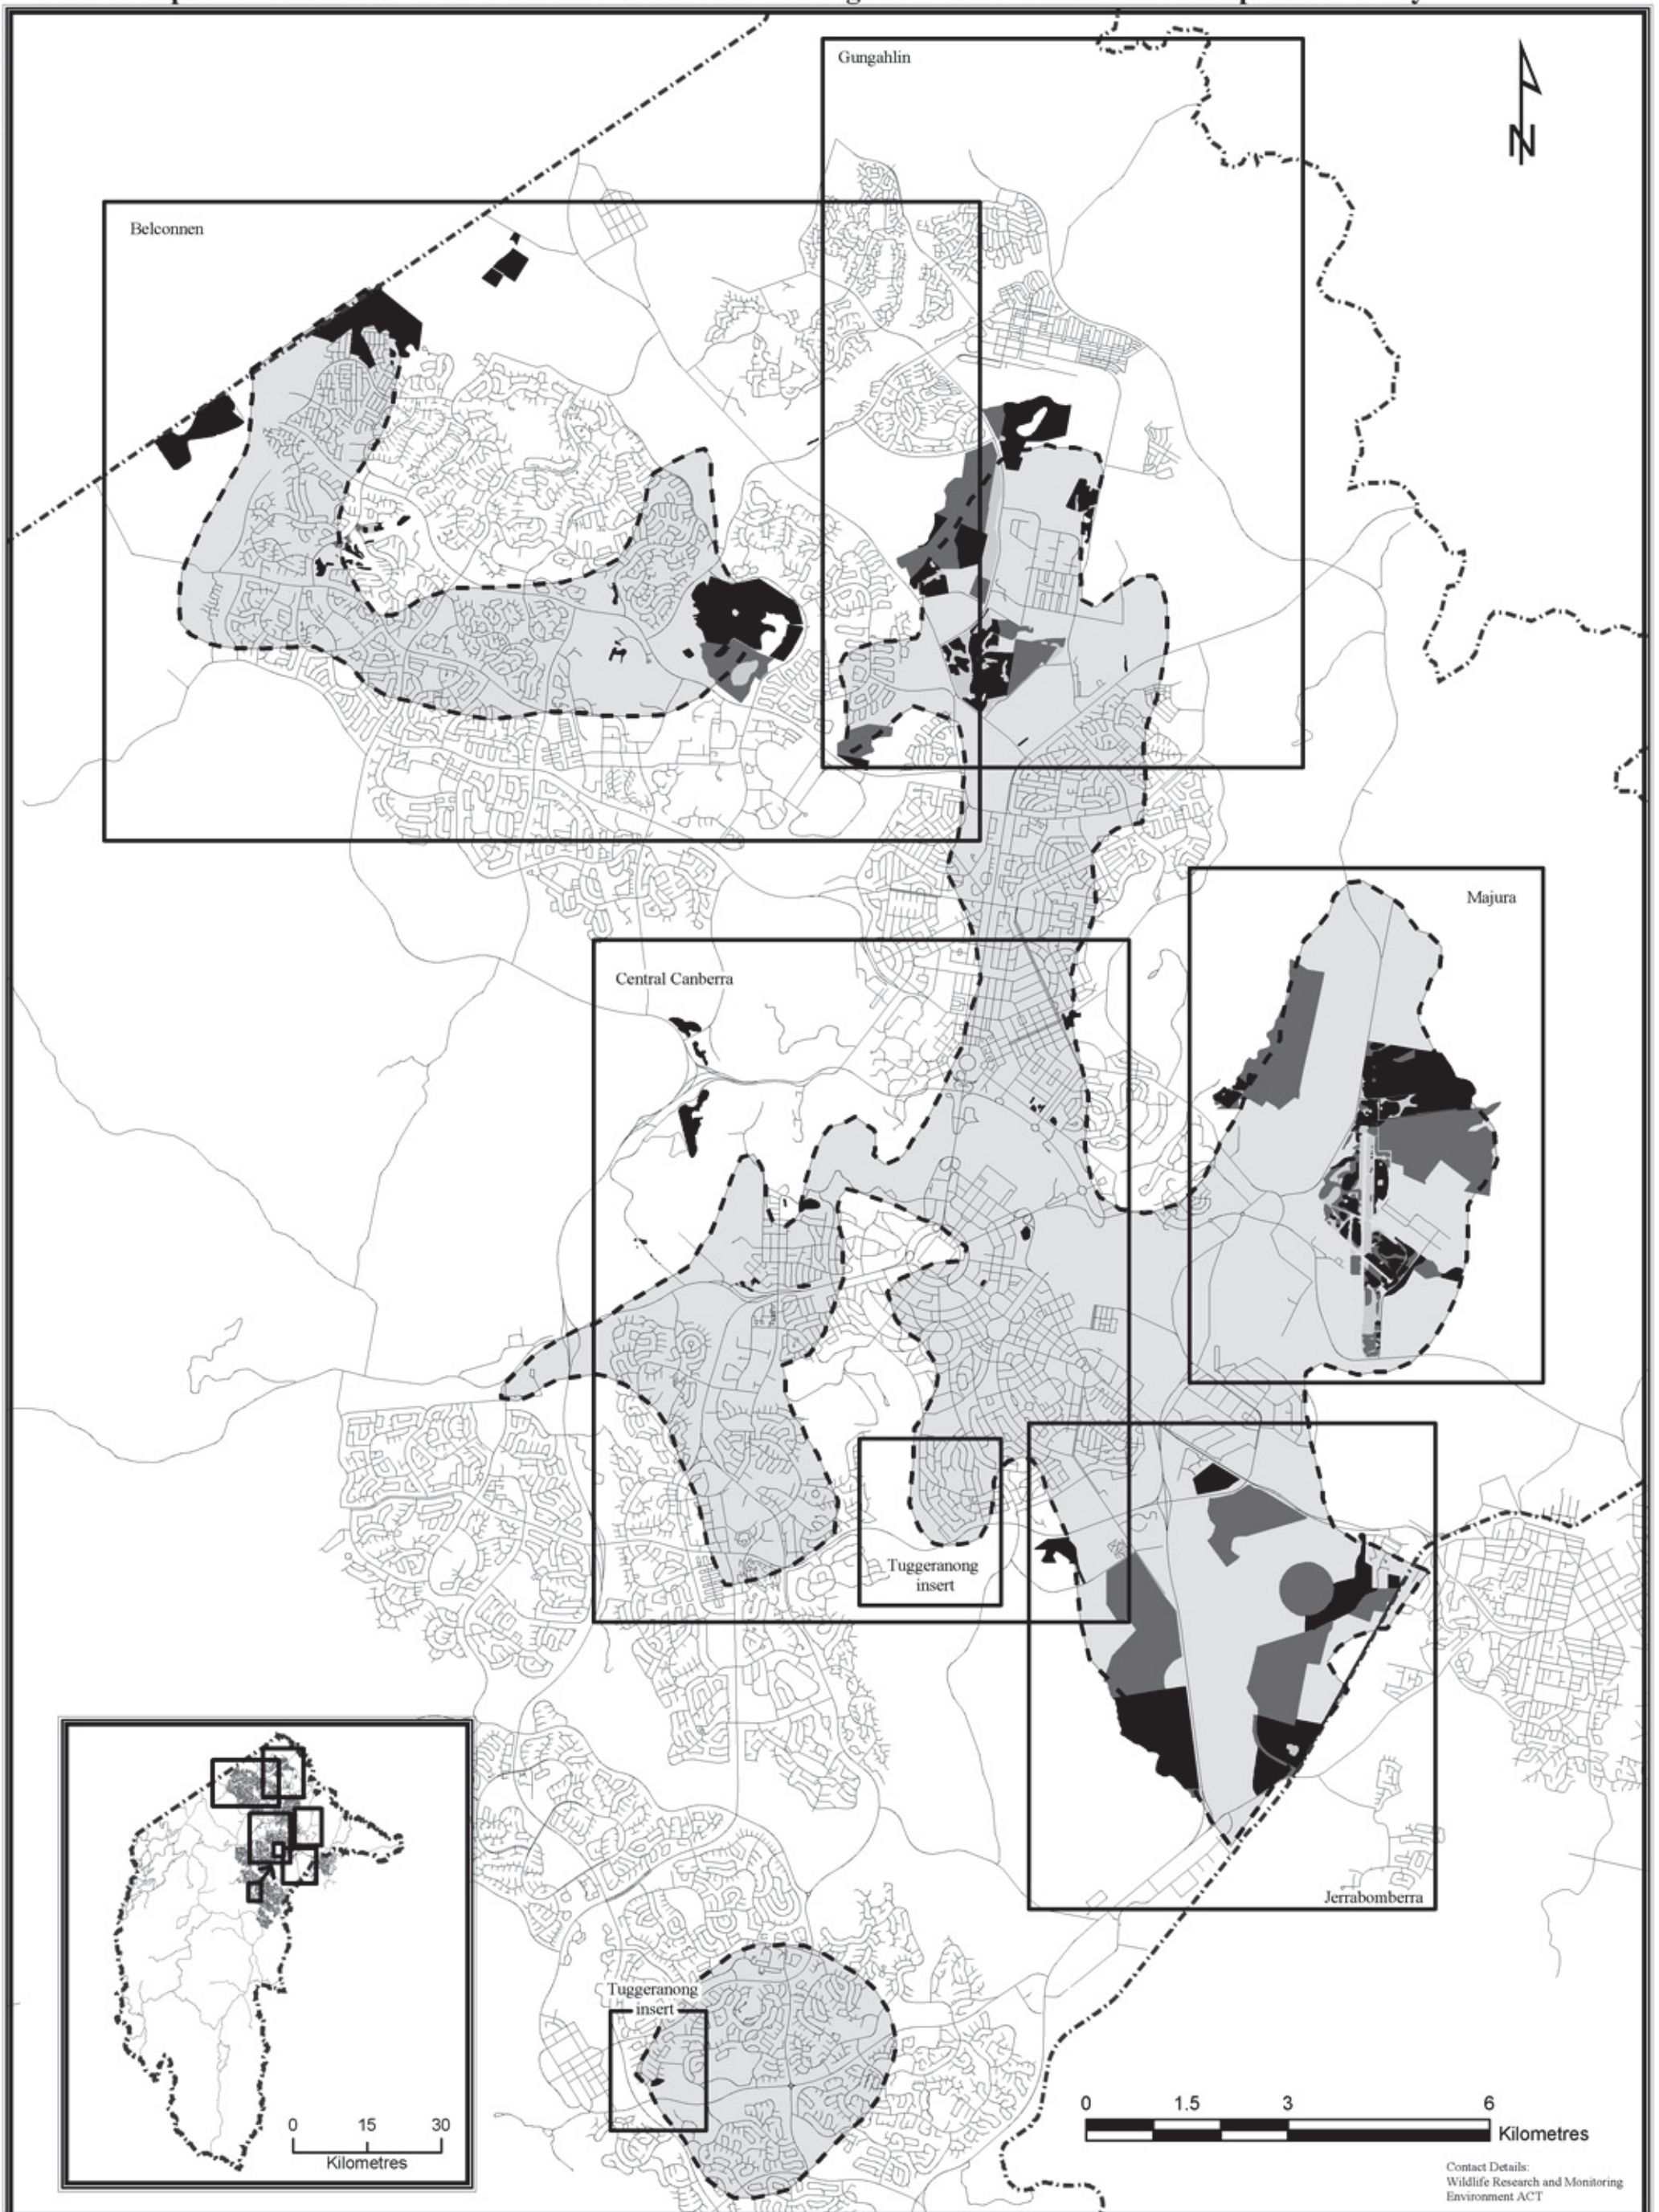 Gungahlin
N
Belconnen
Majura
Central Canberra
Tuggeranong
insert
Jerrabomberra
Tuggeranong
insert
0 15 30
Kilometres
0 1.5 3 6
Kilometres
Contact Details:
Wildlife Research and Monitoring
Environment ACT